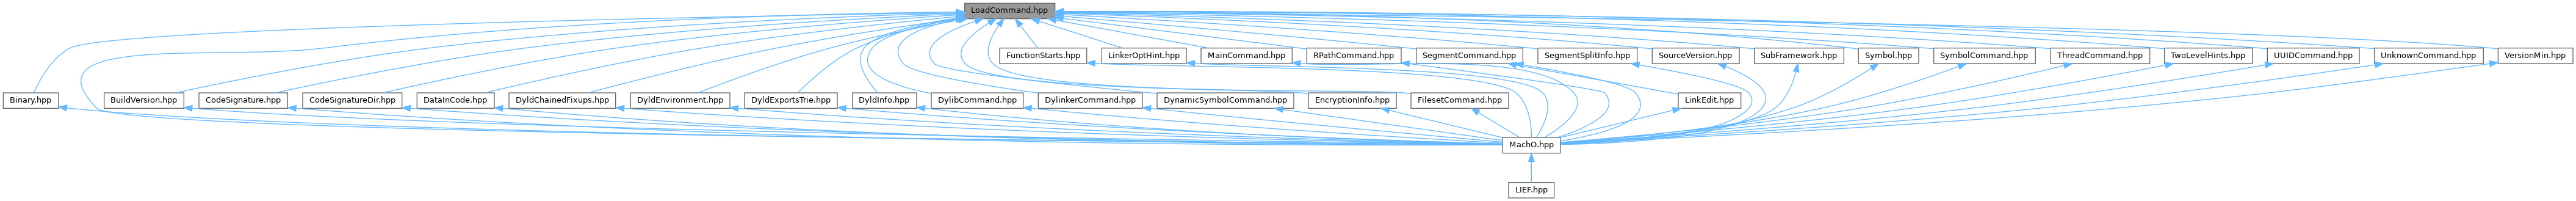 LoadCommand.hpp
FunctionStarts.hpp
LinkerOptHint.hpp
MainCommand.hpp
RPathCommand.hpp
SegmentCommand.hpp
SegmentSplitInfo.hpp
SourceVersion.hpp
SubFramework.hpp
Symbol.hpp
SymbolCommand.hpp
ThreadCommand.hpp
TwoLevelHints.hpp
UUIDCommand.hpp
UnknownCommand.hpp
VersionMin.hpp
Binary.hpp
BuildVersion.hpp
CodeSignature.hpp
CodeSignatureDir.hpp
DataInCode.hpp
DyldChainedFixups.hpp
DyldEnvironment.hpp
DyldExportsTrie.hpp
DyldInfo.hpp
DylibCommand.hpp
DylinkerCommand.hpp
DynamicSymbolCommand.hpp
EncryptionInfo.hpp
FilesetCommand.hpp
LinkEdit.hpp
MachO.hpp
LIEF.hpp